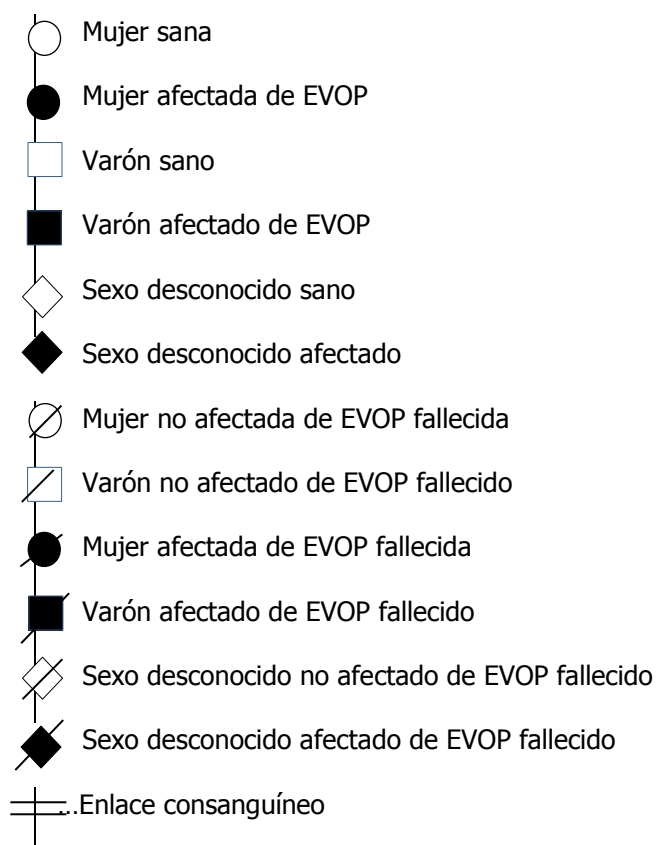 Mujer sana
Mujer afectada de EVOP
Varón sano
Varón afectado de EVOP
Sexo desconocido sano
Sexo desconocido afectado
Mujer no afectada de EVOP fallecida
Varón no afectado de EVOP fallecido
Mujer afectada de EVOP fallecida
Varón afectado de EVOP fallecido
Sexo desconocido no afectado de EVOP fallecido
Sexo desconocido afectado de EVOP fallecido
...Enlace consanguíneo